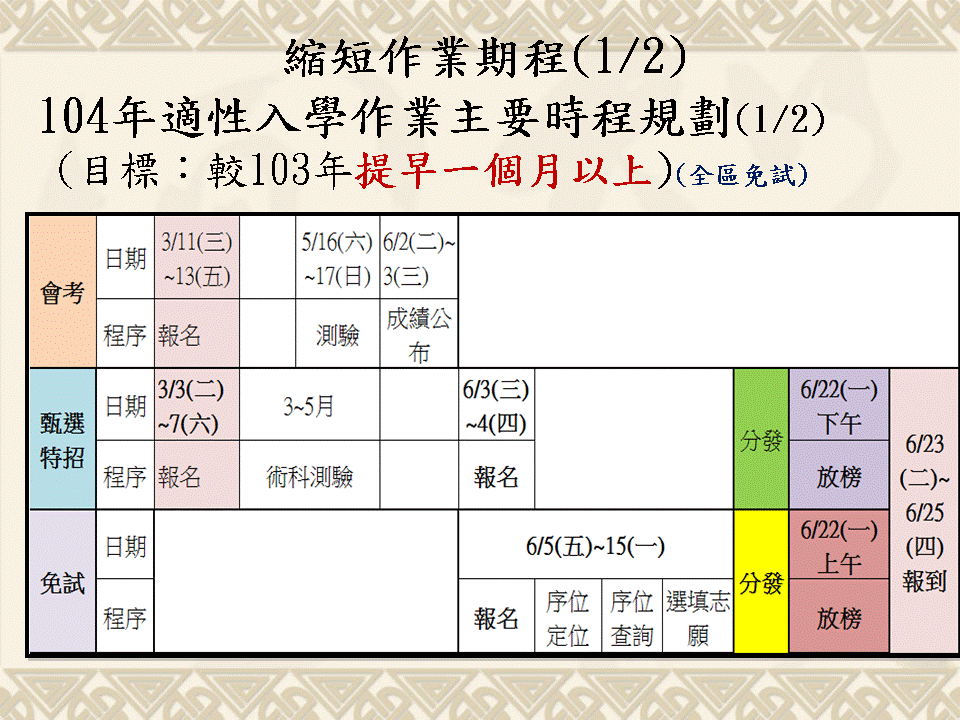 縮短作業期程(1/2)
104年適性入學作業主要時程規劃(1/2)
(目標：較103年提早一個月以上)(全區免試)
會考
日期
3/11(三)
~13(五)
5/16(六)
~17(日)
6/2(二)~
3(三)
程序
報名
測驗
成績公
布
甄選
特招
日期
3/3(二)
~7(六)
3~5月
6/3(三)
~4(四)
程序
報名
術科測驗
報名
分發
6/22(一)
下午
放榜
免試
日期
6/5(五)~15(一)
程序
報名
序位
定位
序位
查詢
選填志
願
分發
6/22(一)
上午
放榜
6/23
(二)~
6/25
(四)
報到